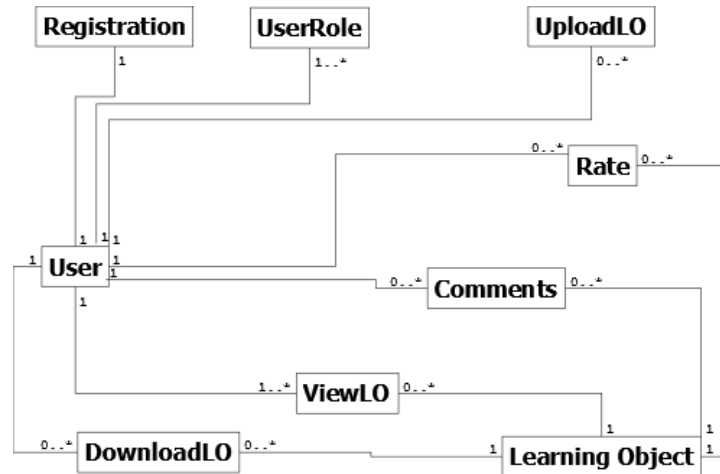 Registration UserRole UploadLO
1 1..* 0..*
0..* Rate 0..*
1 1 1
1 User 1
1 0..* Comments 0..*
1
1..* ViewLO 0..*
1 1
0..* DownloadLO 0..* 1 Learning Object 1